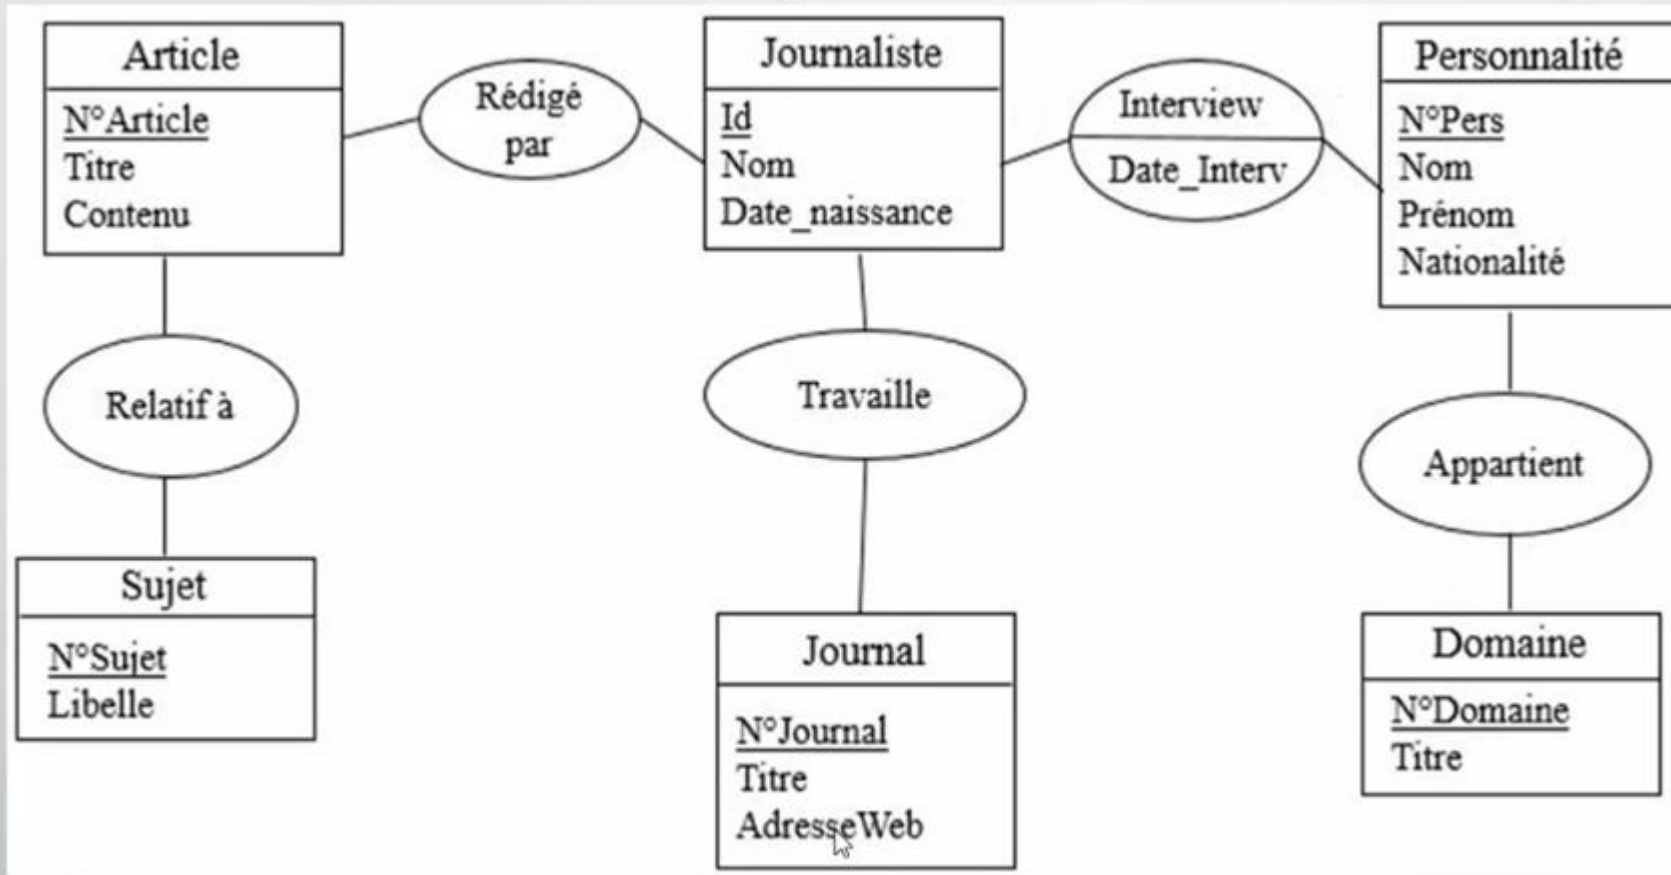 Article
N°Article
Titre
Contenu
Rédigé
par
Journaliste
Id
Nom
Date_naissance
Interview
Date_Interv
Personnalité
N°Pers
Nom
Prénom
Nationalité
Relatif à
Travaille
Appartient
Sujet
N°Sujet
Libelle
Journal
N°Journal
Titre
AdresseWeb
Domaine
N°Domaine
Titre